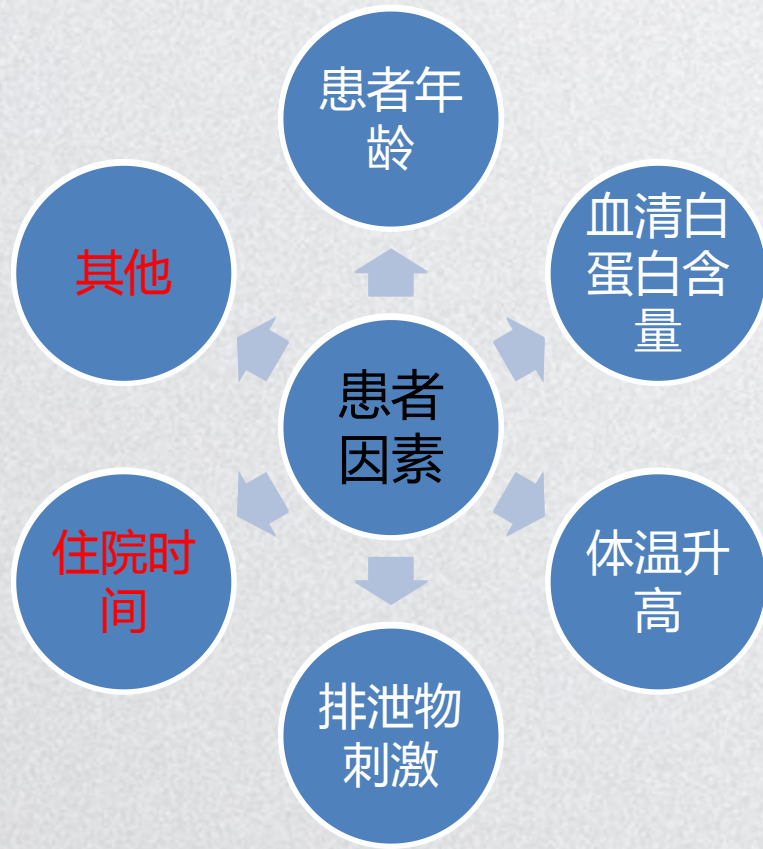 患者年
龄
血清白
蛋白含
量
其他
患者
因素
住院时
间
体温升
高
排泄物
刺激